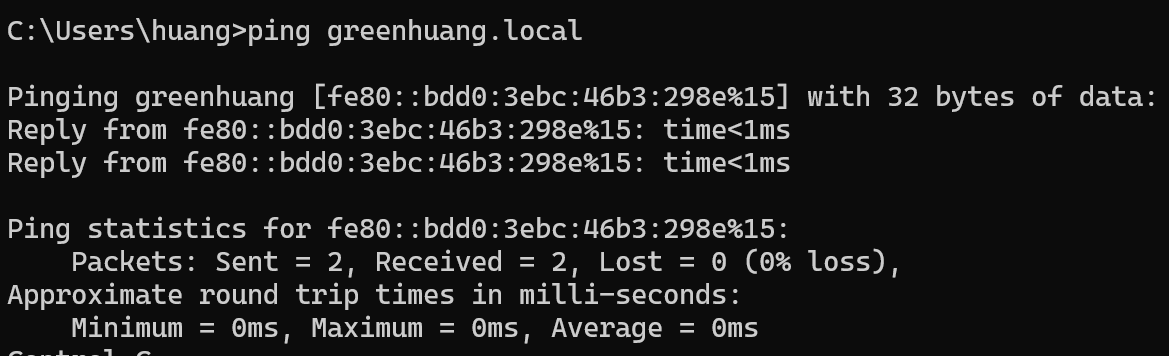 C:\Users\huang>ping greenhuang.local
Pinging greenhuang [fe80::bdd0:3ebc:46b3:298e%15] with 32 bytes of data:
Reply from fe80::bdd0:3ebc:46b3:298e%15: time<1ms
Reply from fe80::bdd0:3ebc:46b3:298e%15: time<1ms
Ping statistics for fe80::bdd0:3ebc:46b3:298e%15:
    Packets: Sent = 2, Received = 2, Lost = 0 (0% loss),
Approximate round trip times in milli-seconds:
    Minimum = 0ms, Maximum = 0ms, Average = 0ms